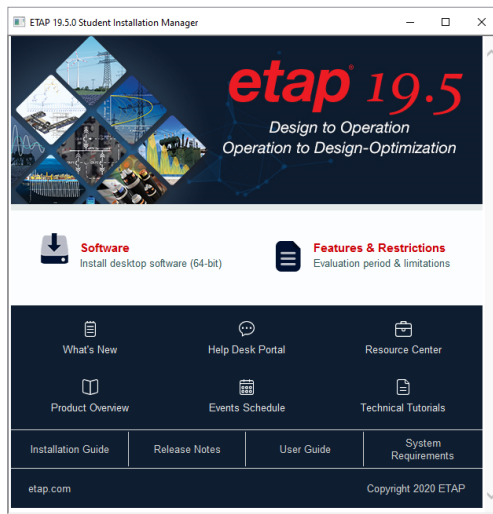 ETAP 19.5.0 Student Installation Manager
etap® 19.5
Design to Operation
Operation to Design-Optimization
Software
Install desktop software (64-bit)
Features & Restrictions
Evaluation period & limitations
What's New
Help Desk Portal
Resource Center
Product Overview
Events Schedule
Technical Tutorials
Installation Guide
Release Notes
User Guide
System
Requirements
etap.com
Copyright 2020 ETAP